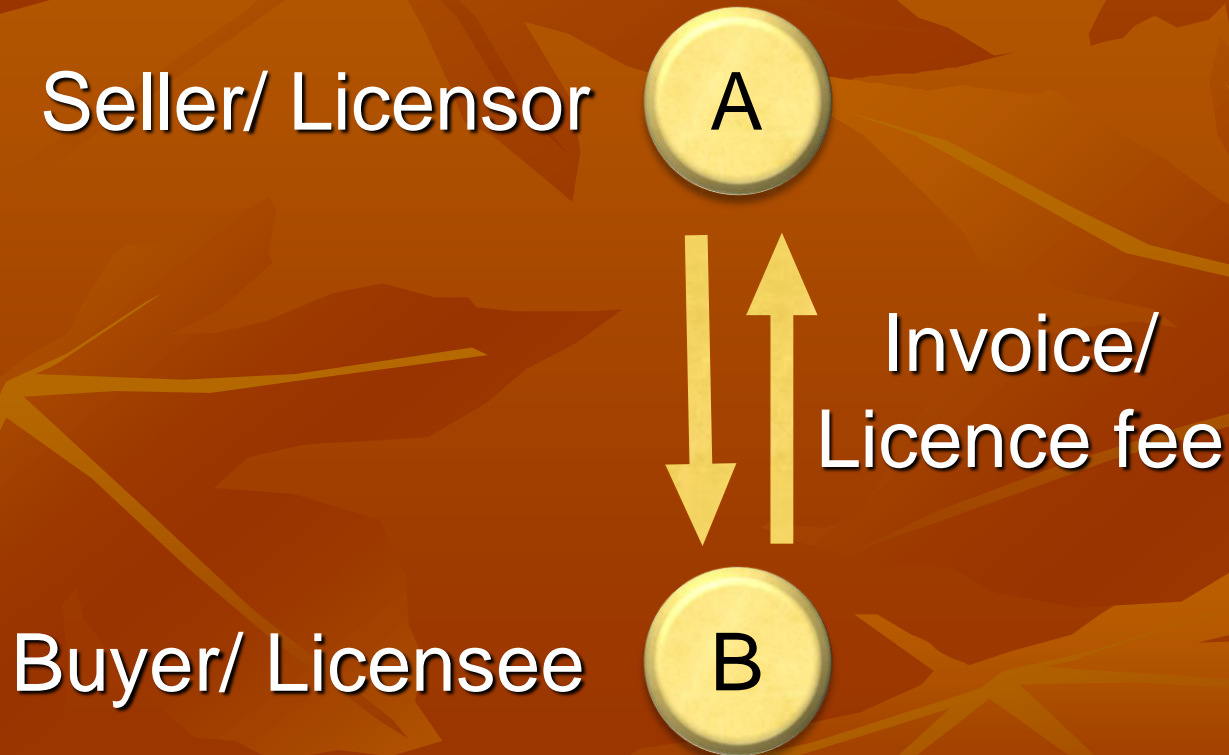 Seller/ Licensor
A
Invoice/
Licence fee
Buyer/ Licensee
B